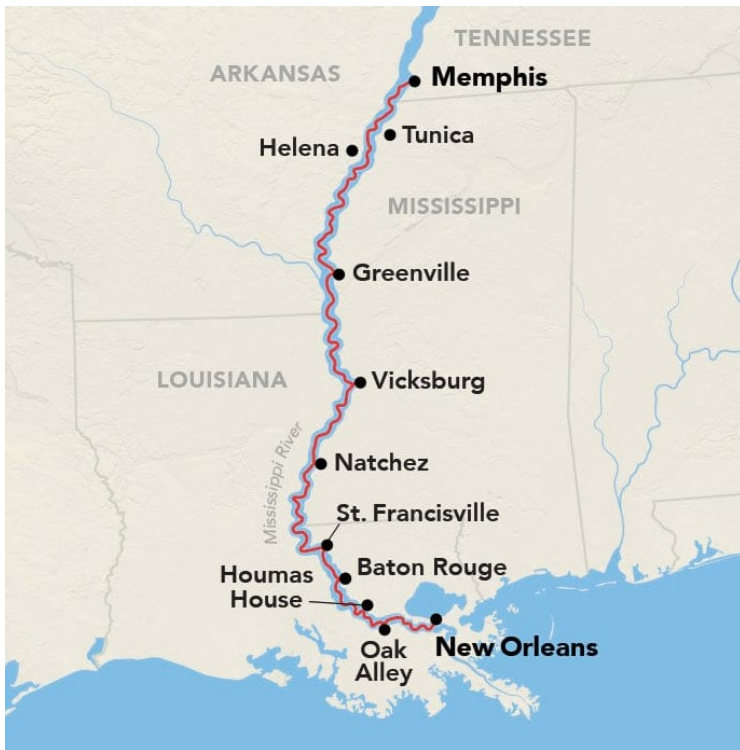 TENNESSEE
ARKANSAS
Memphis
Tunica
Helena
MISSISSIPPI
Greenville
LOUISIANA
Vicksburg
Mississippi River
Natchez
St. Francisville
Baton Rouge
Houmas
House
New Orleans
Oak
Alley